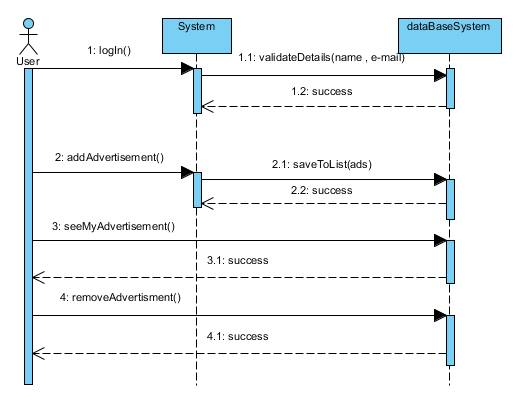 System
dataBaseSystem
User
1: logIn()
1.1: validateDetails(name , e-mail)
1.2: success
2: addAdvertisement()
2.1: saveToList(ads)
2.2: success
3: seeMyAdvertisement()
3.1: success
4: removeAdvertisment()
4.1: success